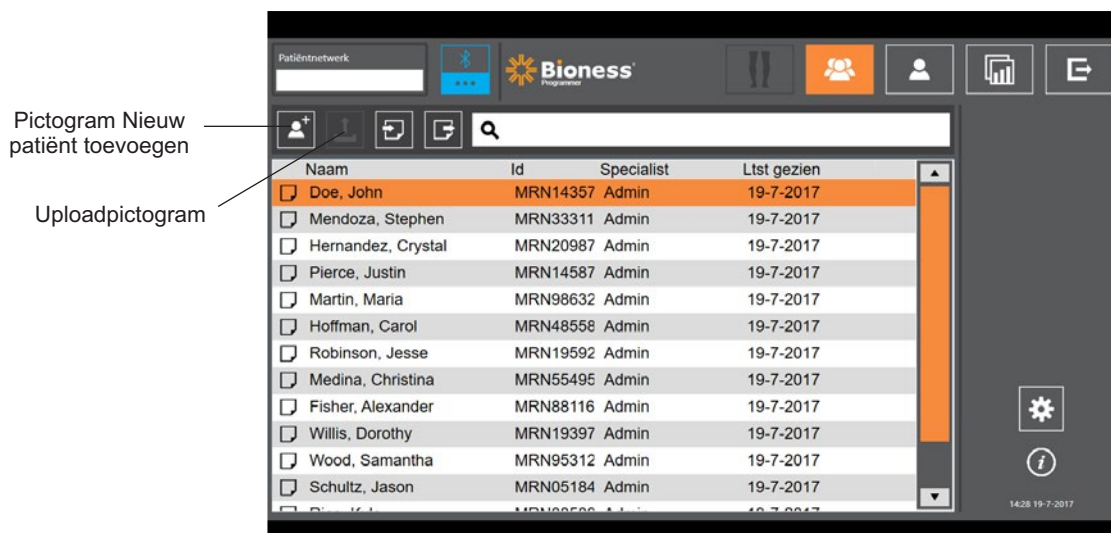 Patiëntnetwerk
Bioness
Programmer
Pictogram Nieuw
patiënt toevoegen
Uploadpictogram
Naam Id Specialist Ltst gezien
Doe, John MRN14357 Admin 19-7-2017
Mendoza, Stephen MRN33311 Admin 19-7-2017
Hernandez, Crystal MRN20987 Admin 19-7-2017
Pierce, Justin MRN14587 Admin 19-7-2017
Martin, Maria MRN98632 Admin 19-7-2017
Hoffman, Carol MRN48558 Admin 19-7-2017
Robinson, Jesse MRN19592 Admin 19-7-2017
Medina, Christina MRN55495 Admin 19-7-2017
Fisher, Alexander MRN88116 Admin 19-7-2017
Willis, Dorothy MRN19397 Admin 19-7-2017
Wood, Samantha MRN95312 Admin 19-7-2017
Schultz, Jason MRN05184 Admin 19-7-2017
14:28 19-7-2017